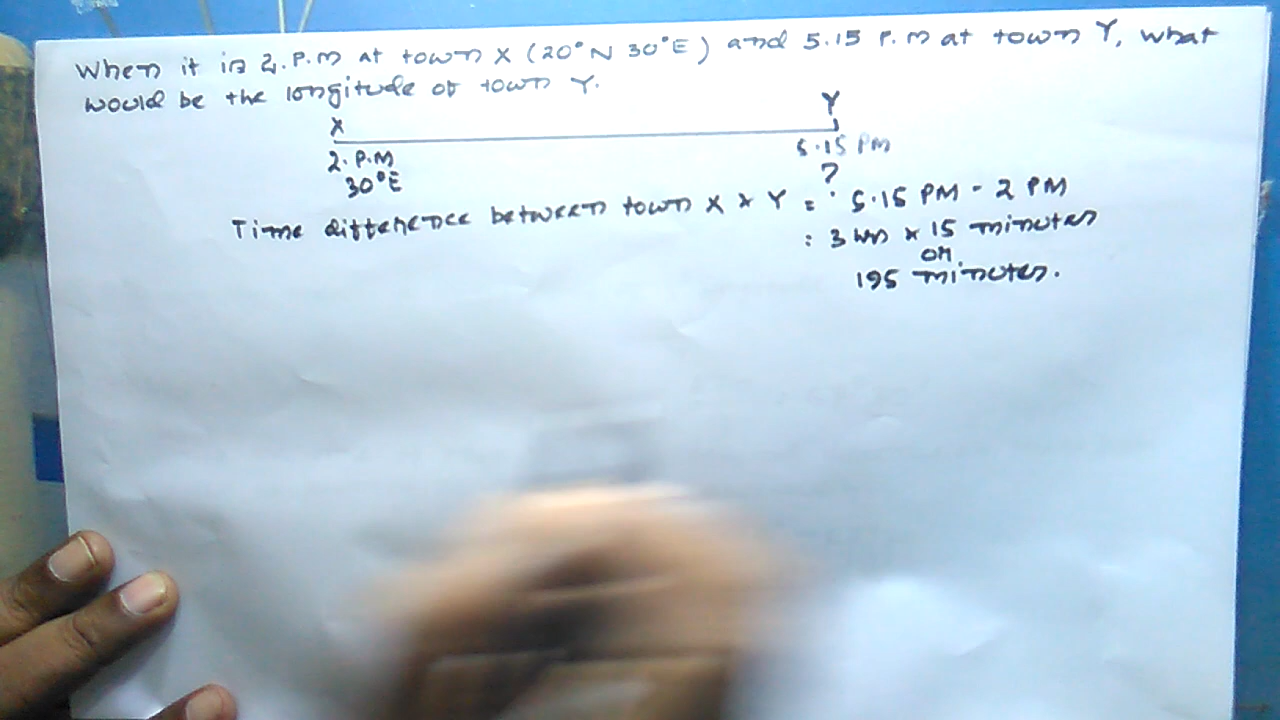 When it is 2.P.M at town X (20°N 30°E) and 5.15 P.M at town Y, what
would be the longitude of town Y.
X Y
2.P.M 5.15 PM
30°E ?
Time difference between town X & Y = 5.15 PM - 2 PM
: 3 hrs x 15 minutes
or
195 minutes.